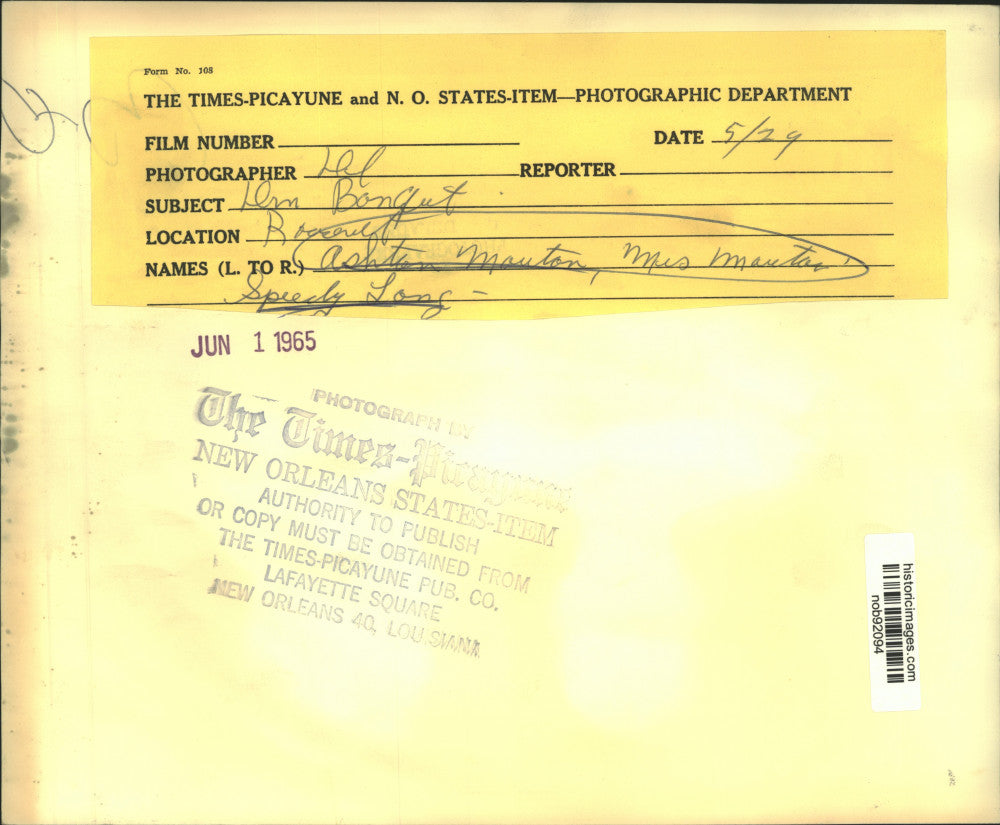 Form No. 108
THE TIMES-PICAYUNE and N. O. STATES-ITEM—PHOTOGRAPHIC DEPARTMENT
FILM NUMBER
DATE 5/29
PHOTOGRAPHER
REPORTER
SUBJECT Dem Banqut
LOCATION Roosevelt
NAMES (L. TO R.) Ashton Mouton, Mrs Mouton
Speedy Long -
JUN 1 1965
PHOTOGRAPH BY
The Times-Picayune
NEW ORLEANS STATES-ITEM
AUTHORITY TO PUBLISH
OR COPY MUST BE OBTAINED FROM
THE TIMES-PICAYUNE PUB. CO.
LAFAYETTE SQUARE
NEW ORLEANS 40, LOUISIANA
historicimages.com
nob92094